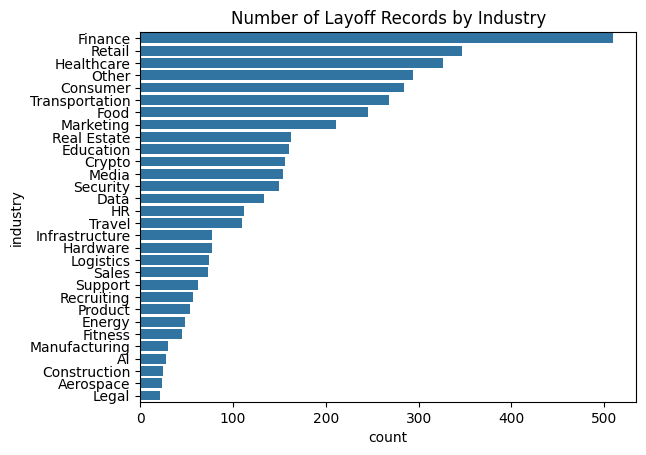 Number of Layoff Records by Industry
industry
Finance
Retail
Healthcare
Other
Consumer
Transportation
Food
Marketing
Real Estate
Education
Crypto
Media
Security
Data
HR
Travel
Infrastructure
Hardware
Logistics
Sales
Support
Recruiting
Product
Energy
Fitness
Manufacturing
AI
Construction
Aerospace
Legal
0 100 200 300 400 500
count